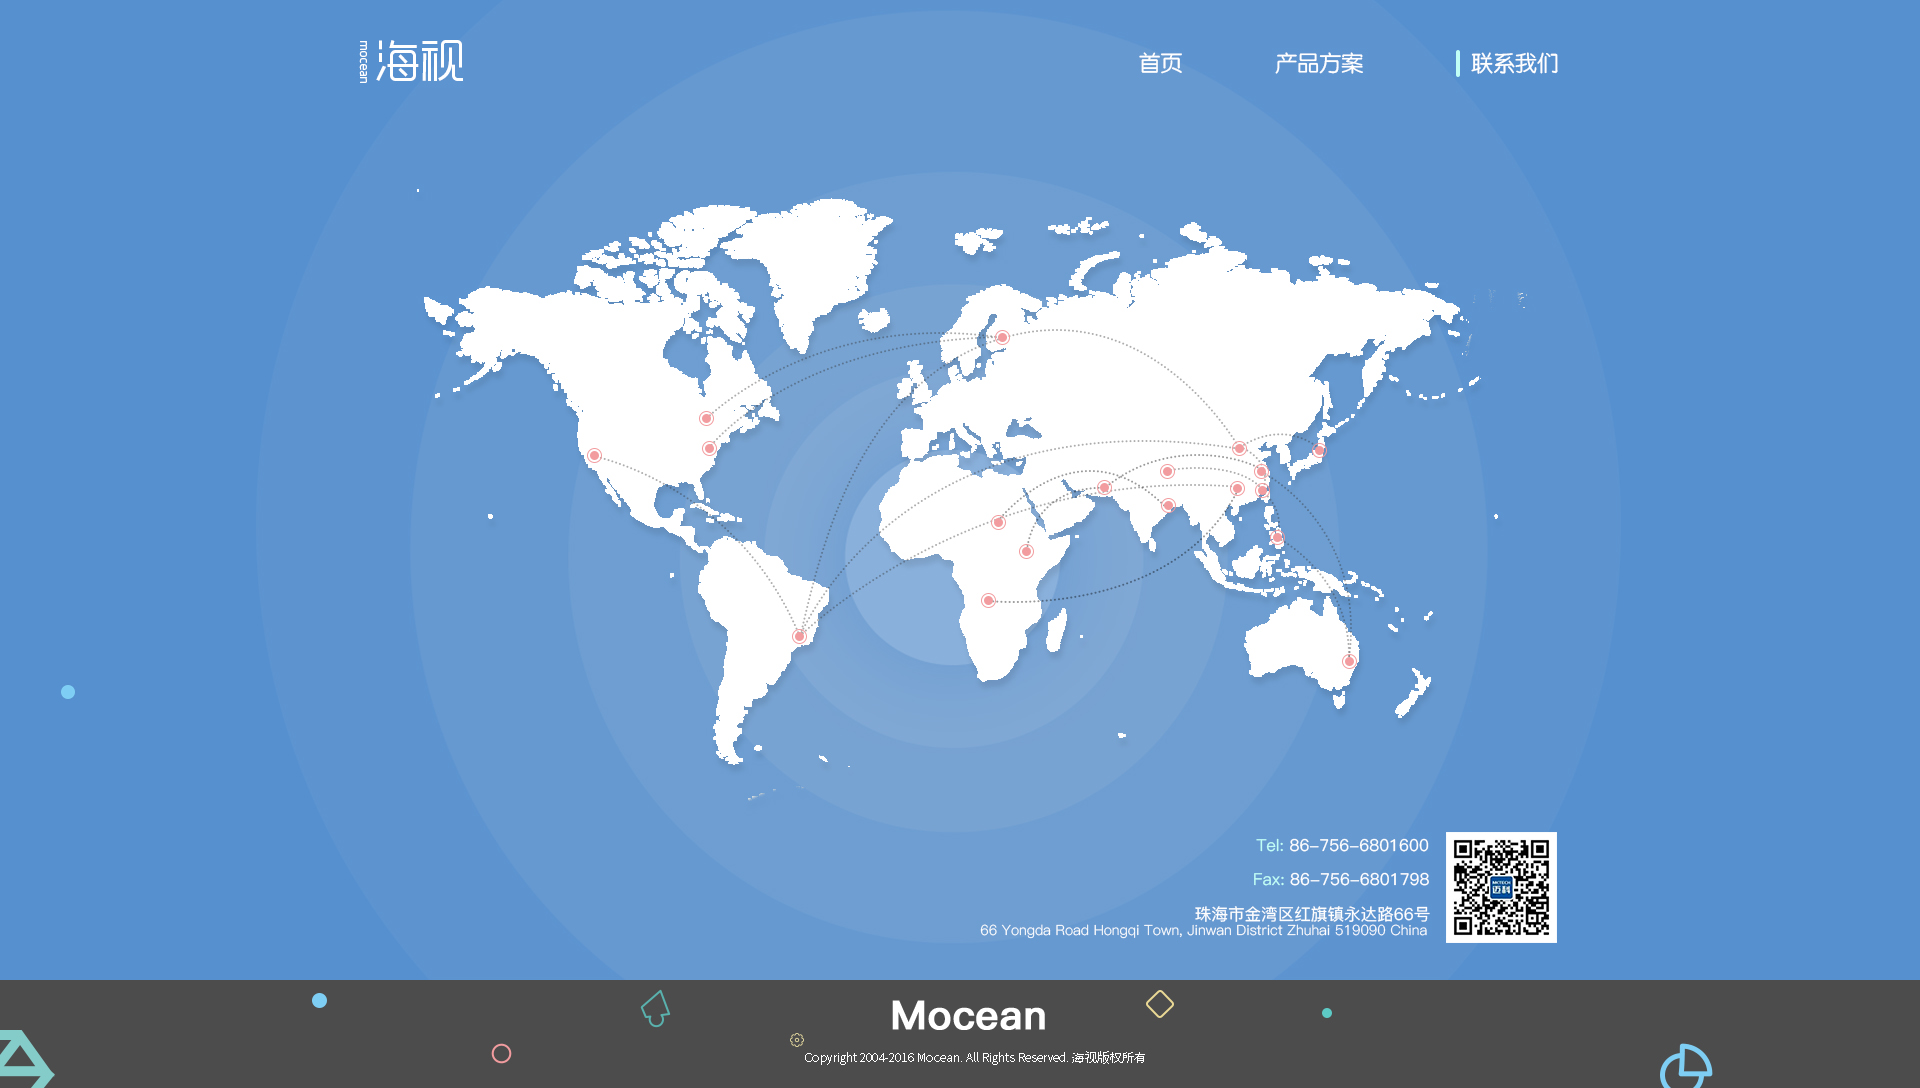 mocean 海视
首页 产品方案 联系我们
Tel: 86-756-6801600
Fax: 86-756-6801798
珠海市金湾区红旗镇永达路66号
66 Yongda Road Hongqi Town, Jinwan District Zhuhai 519090 China
迈科
Mocean
Copyright 2004-2016 Mocean. All Rights Reserved. 海视版权所有